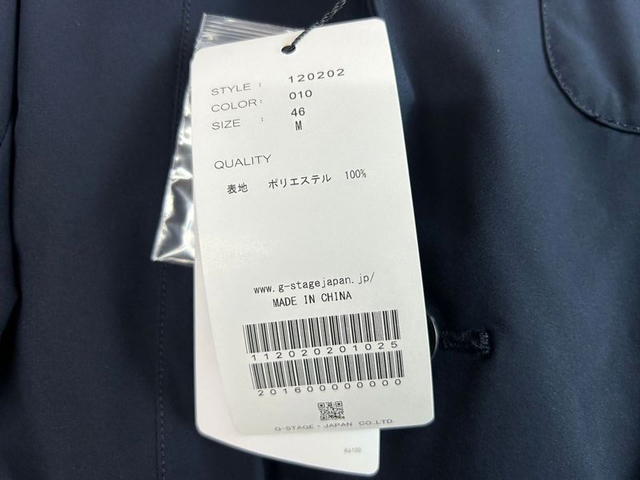 STYLE : 120202
COLOR: 010
SIZE : 46
M
QUALITY
表地 ポリエステル 100%
www.g-stagejapan.jp/
MADE IN CHINA
112020201025
201600000000
G-STAGE・JAPAN CO.LTD.